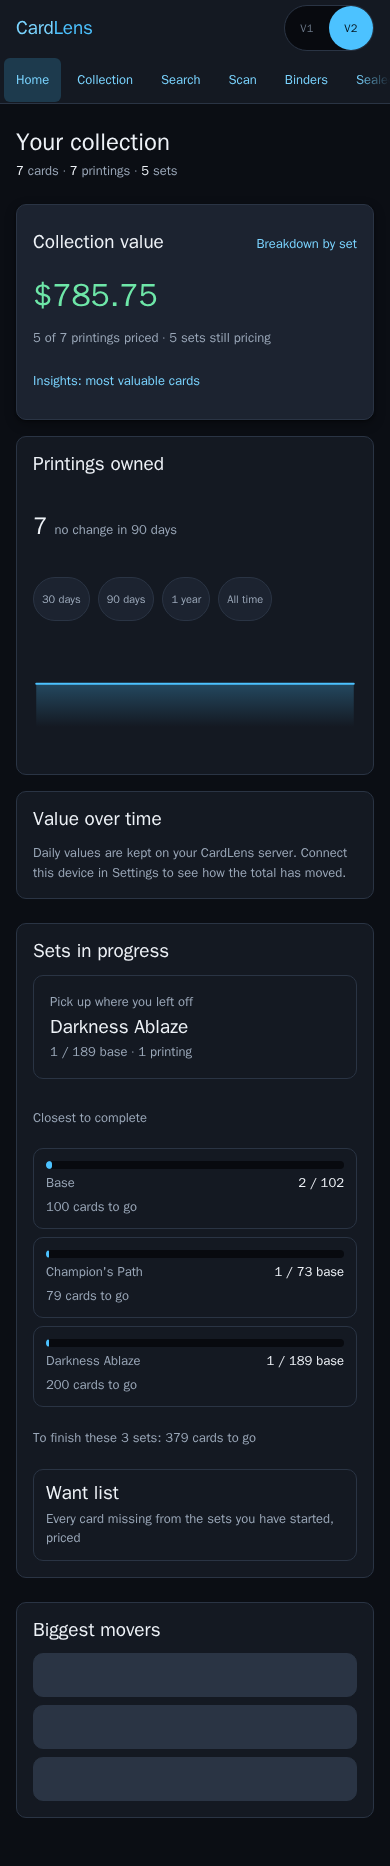 CardLens
V1 V2
Home Collection Search Scan Binders Seale
Your collection
7 cards · 7 printings · 5 sets
Collection value Breakdown by set
$785.75
5 of 7 printings priced · 5 sets still pricing
Insights: most valuable cards
Printings owned
7 no change in 90 days
30 days 90 days 1 year All time
Value over time
Daily values are kept on your CardLens server. Connect
this device in Settings to see how the total has moved.
Sets in progress
Pick up where you left off
Darkness Ablaze
1 / 189 base · 1 printing
Closest to complete
Base 2 / 102
100 cards to go
Champion's Path 1 / 73 base
79 cards to go
Darkness Ablaze 1 / 189 base
200 cards to go
To finish these 3 sets: 379 cards to go
Want list
Every card missing from the sets you have started,
priced
Biggest movers